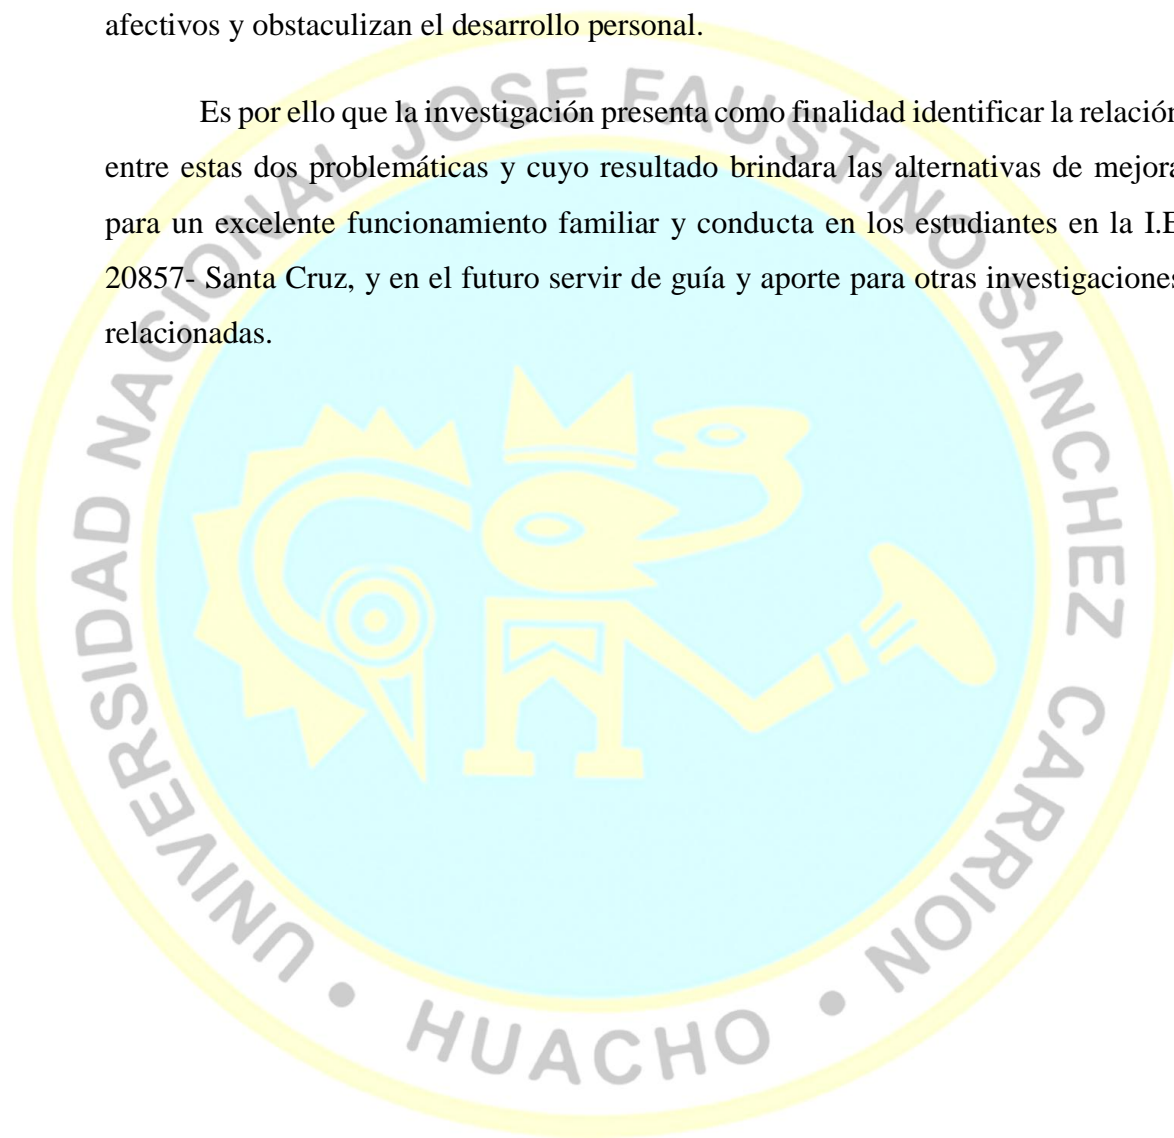 afectivos y obstaculizan el desarrollo personal.
Es por ello que la investigación presenta como finalidad identificar la relación
entre estas dos problemáticas y cuyo resultado brindara las alternativas de mejora
para un excelente funcionamiento familiar y conducta en los estudiantes en la I.E
20857- Santa Cruz, y en el futuro servir de guía y aporte para otras investigaciones
relacionadas.
UNIVERSIDAD NACIONAL JOSE FAUSTINO SANCHEZ CARRION
• HUACHO •